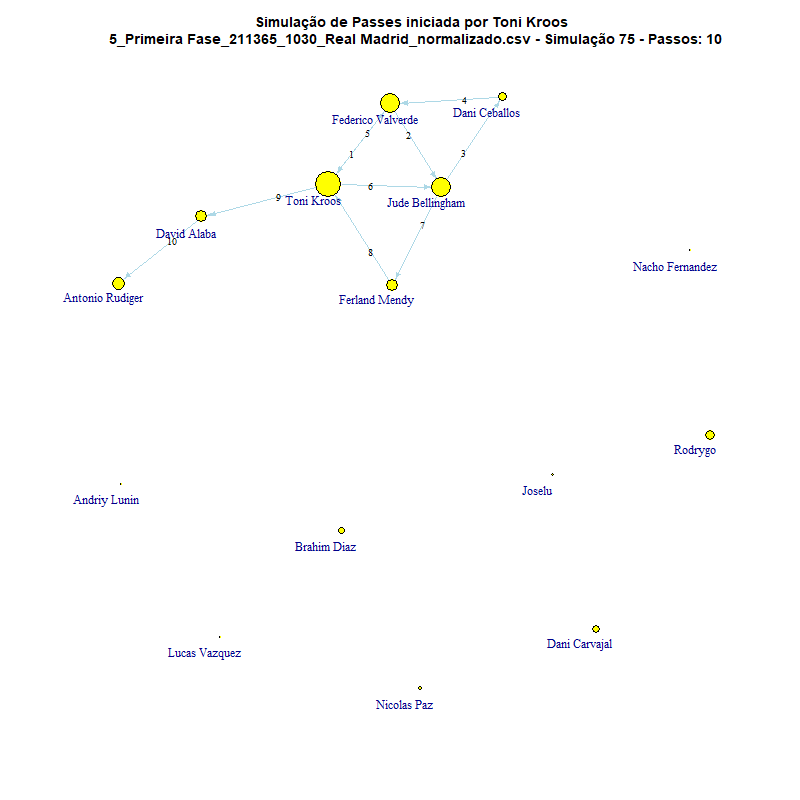 Simulação de Passes iniciada por Toni Kroos
5_Primeira Fase_211365_1030_Real Madrid_normalizado.csv - Simulação 75 - Passos: 10
4
Dani Ceballos
Federico Valverde
5
2
1
3
6
9
Toni Kroos
Jude Bellingham
7
David Alaba
10
8
Nacho Fernandez
Antonio Rudiger
Ferland Mendy
Rodrygo
Joselu
Andriy Lunin
Brahim Diaz
Dani Carvajal
Lucas Vazquez
Nicolas Paz